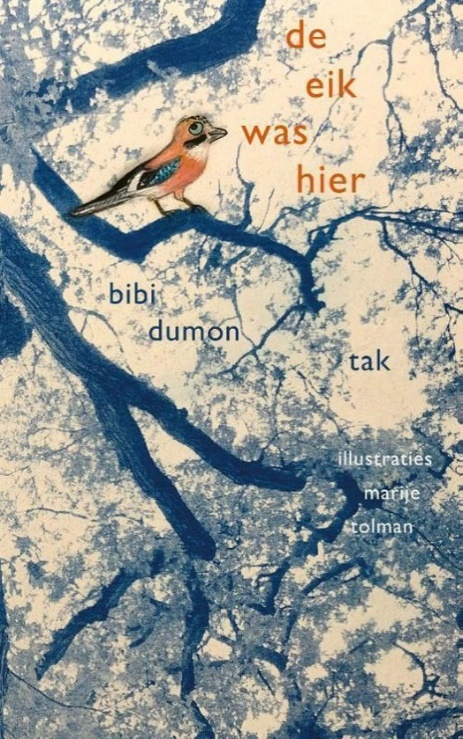 de
eik
was
hier
bibi
dumon
tak
illustraties
marije
tolman